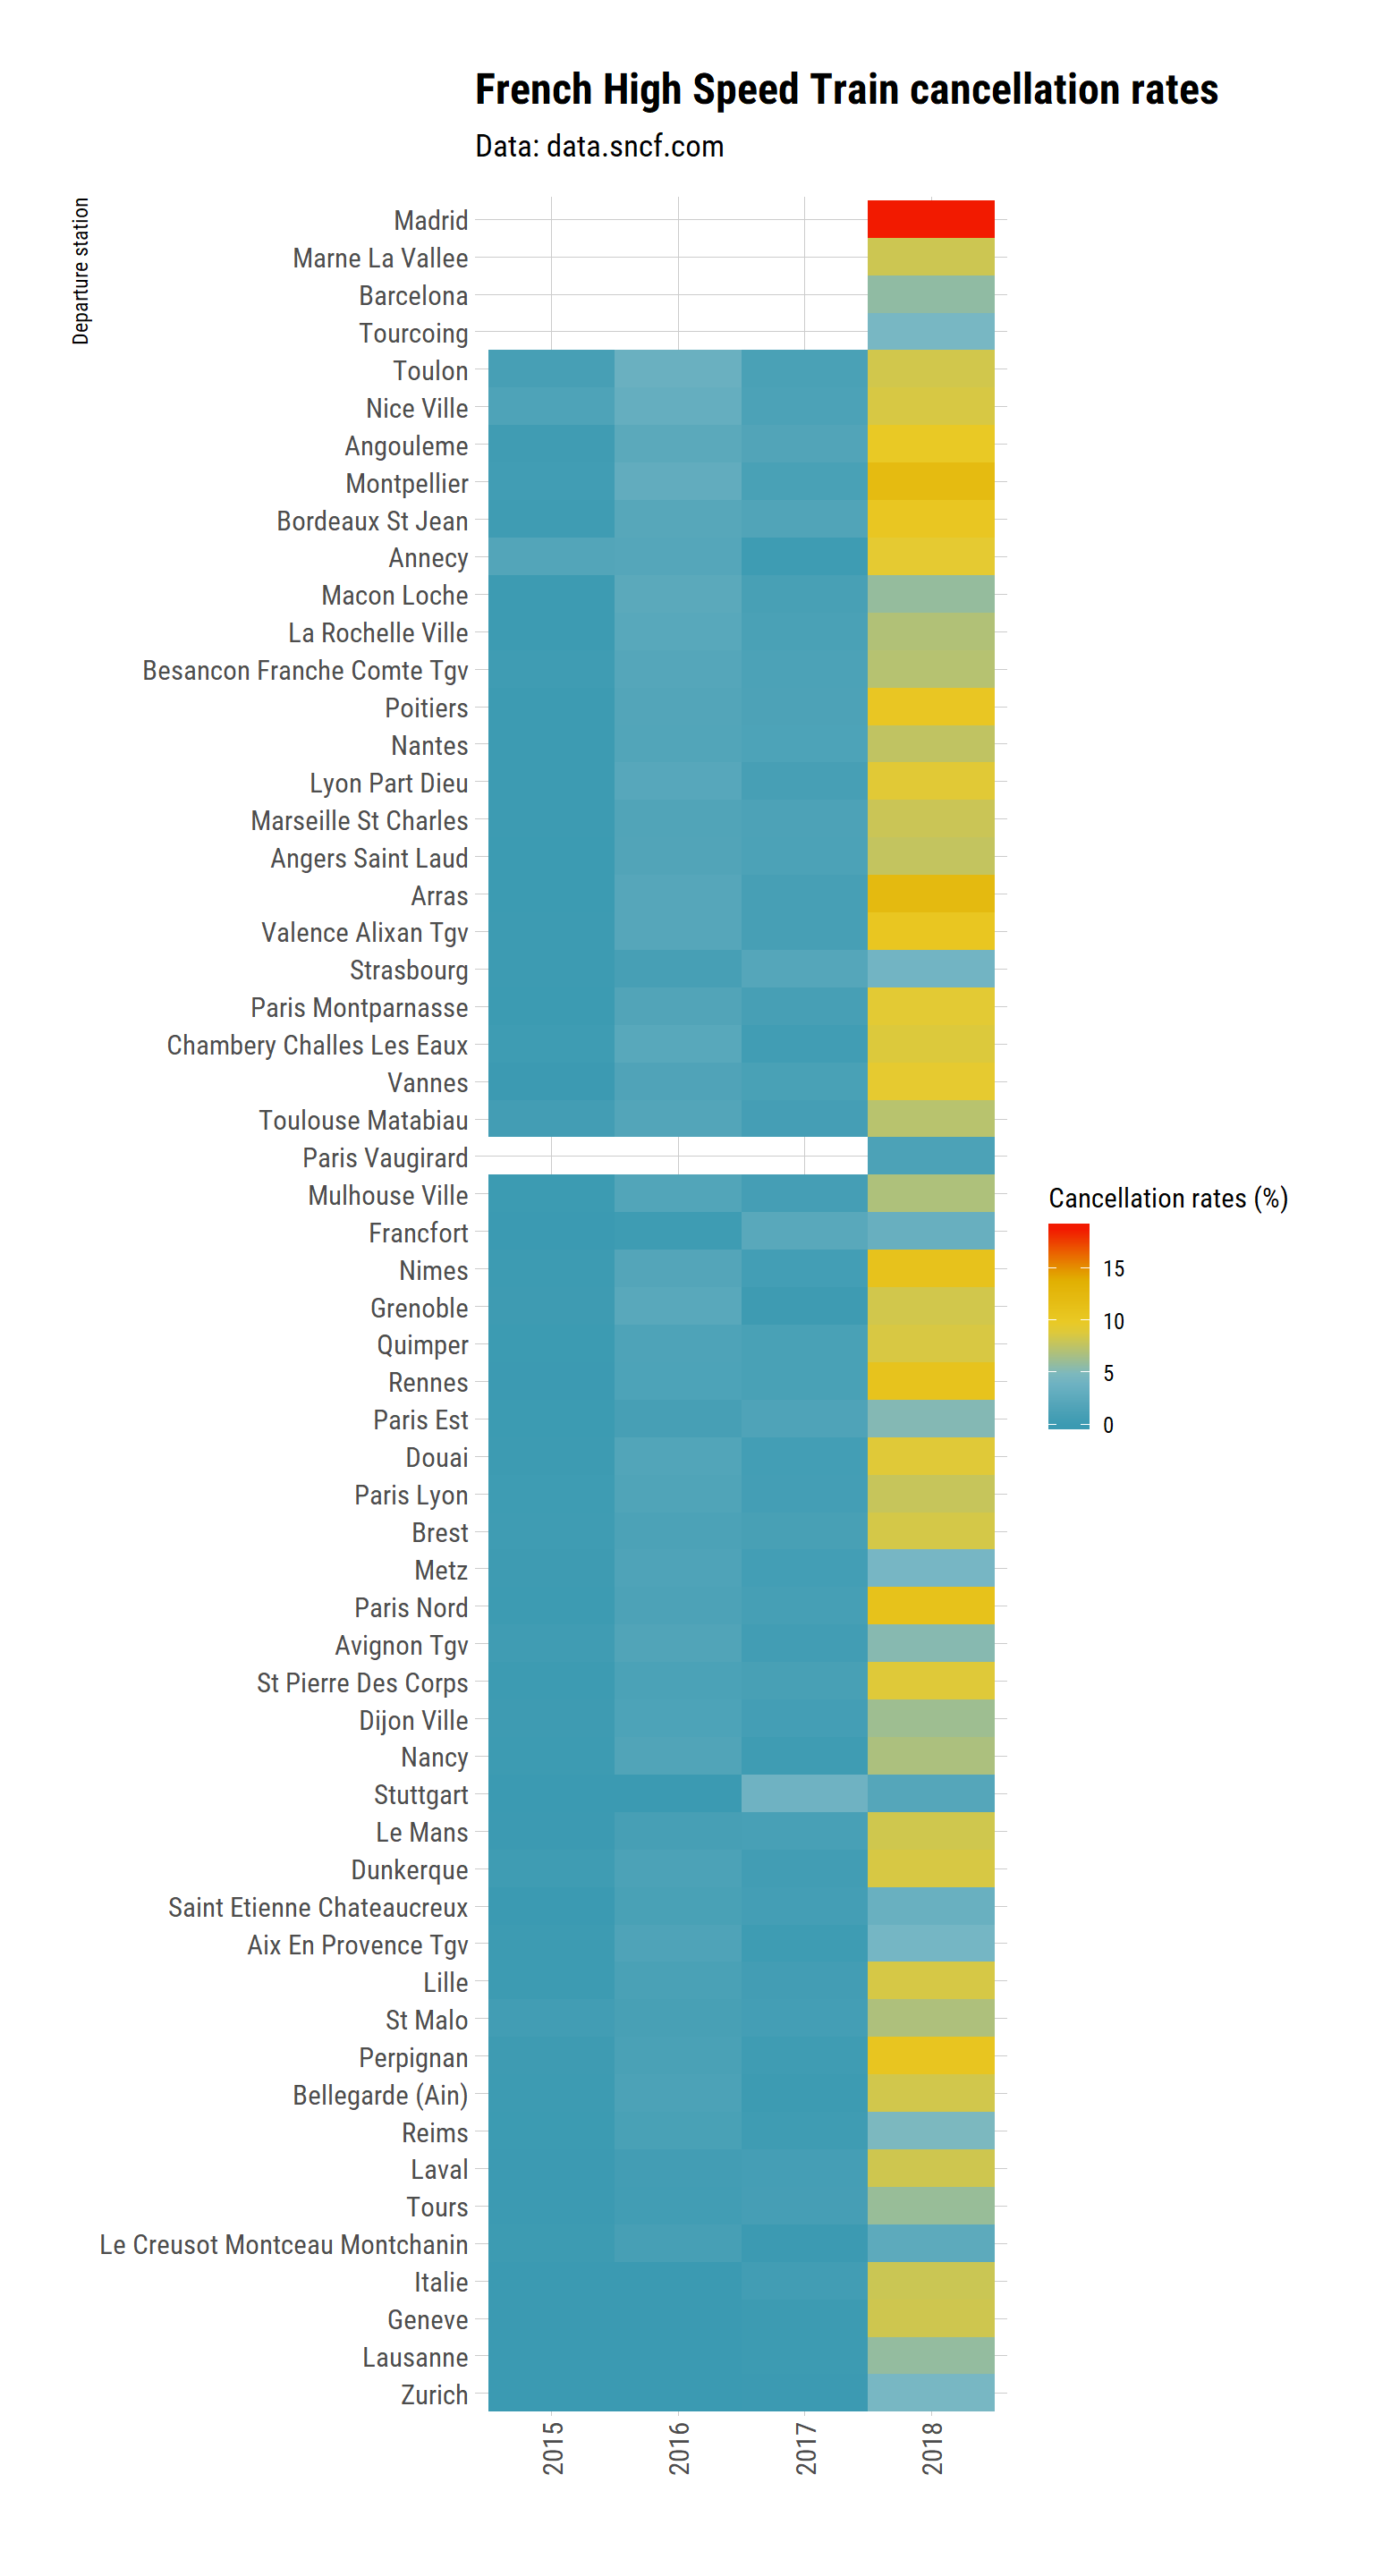 French High Speed Train cancellation rates
Data: data.sncf.com
Departure station
Madrid
Marne La Vallee
Barcelona
Tourcoing
Toulon
Nice Ville
Angouleme
Montpellier
Bordeaux St Jean
Annecy
Macon Loche
La Rochelle Ville
Besancon Franche Comte Tgv
Poitiers
Nantes
Lyon Part Dieu
Marseille St Charles
Angers Saint Laud
Arras
Valence Alixan Tgv
Strasbourg
Paris Montparnasse
Chambery Challes Les Eaux
Vannes
Toulouse Matabiau
Paris Vaugirard
Mulhouse Ville
Francfort
Nimes
Grenoble
Quimper
Rennes
Paris Est
Douai
Paris Lyon
Brest
Metz
Paris Nord
Avignon Tgv
St Pierre Des Corps
Dijon Ville
Nancy
Stuttgart
Le Mans
Dunkerque
Saint Etienne Chateaucreux
Aix En Provence Tgv
Lille
St Malo
Perpignan
Bellegarde (Ain)
Reims
Laval
Tours
Le Creusot Montceau Montchanin
Italie
Geneve
Lausanne
Zurich
2015
2016
2017
2018
Cancellation rates (%)
15
10
5
0